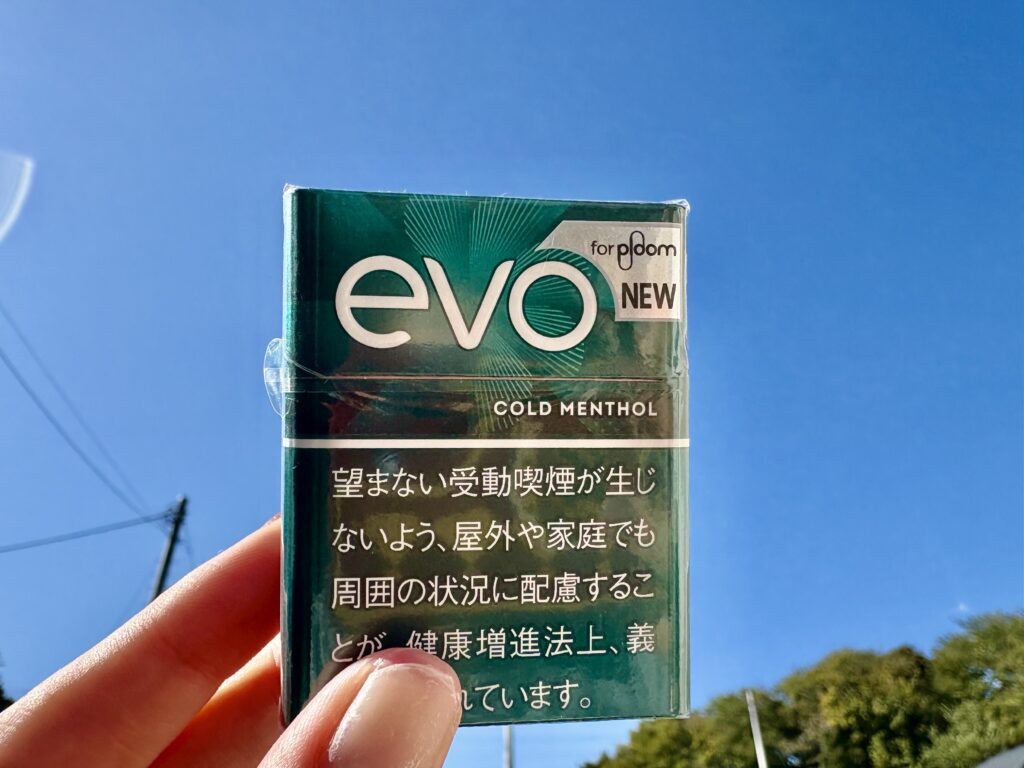 evo
for ploom
NEW
COLD MENTHOL
望まない受動喫煙が生じ
ないよう、屋外や家庭でも
周囲の状況に配慮するこ
とが、健康増進法上、義
れています。